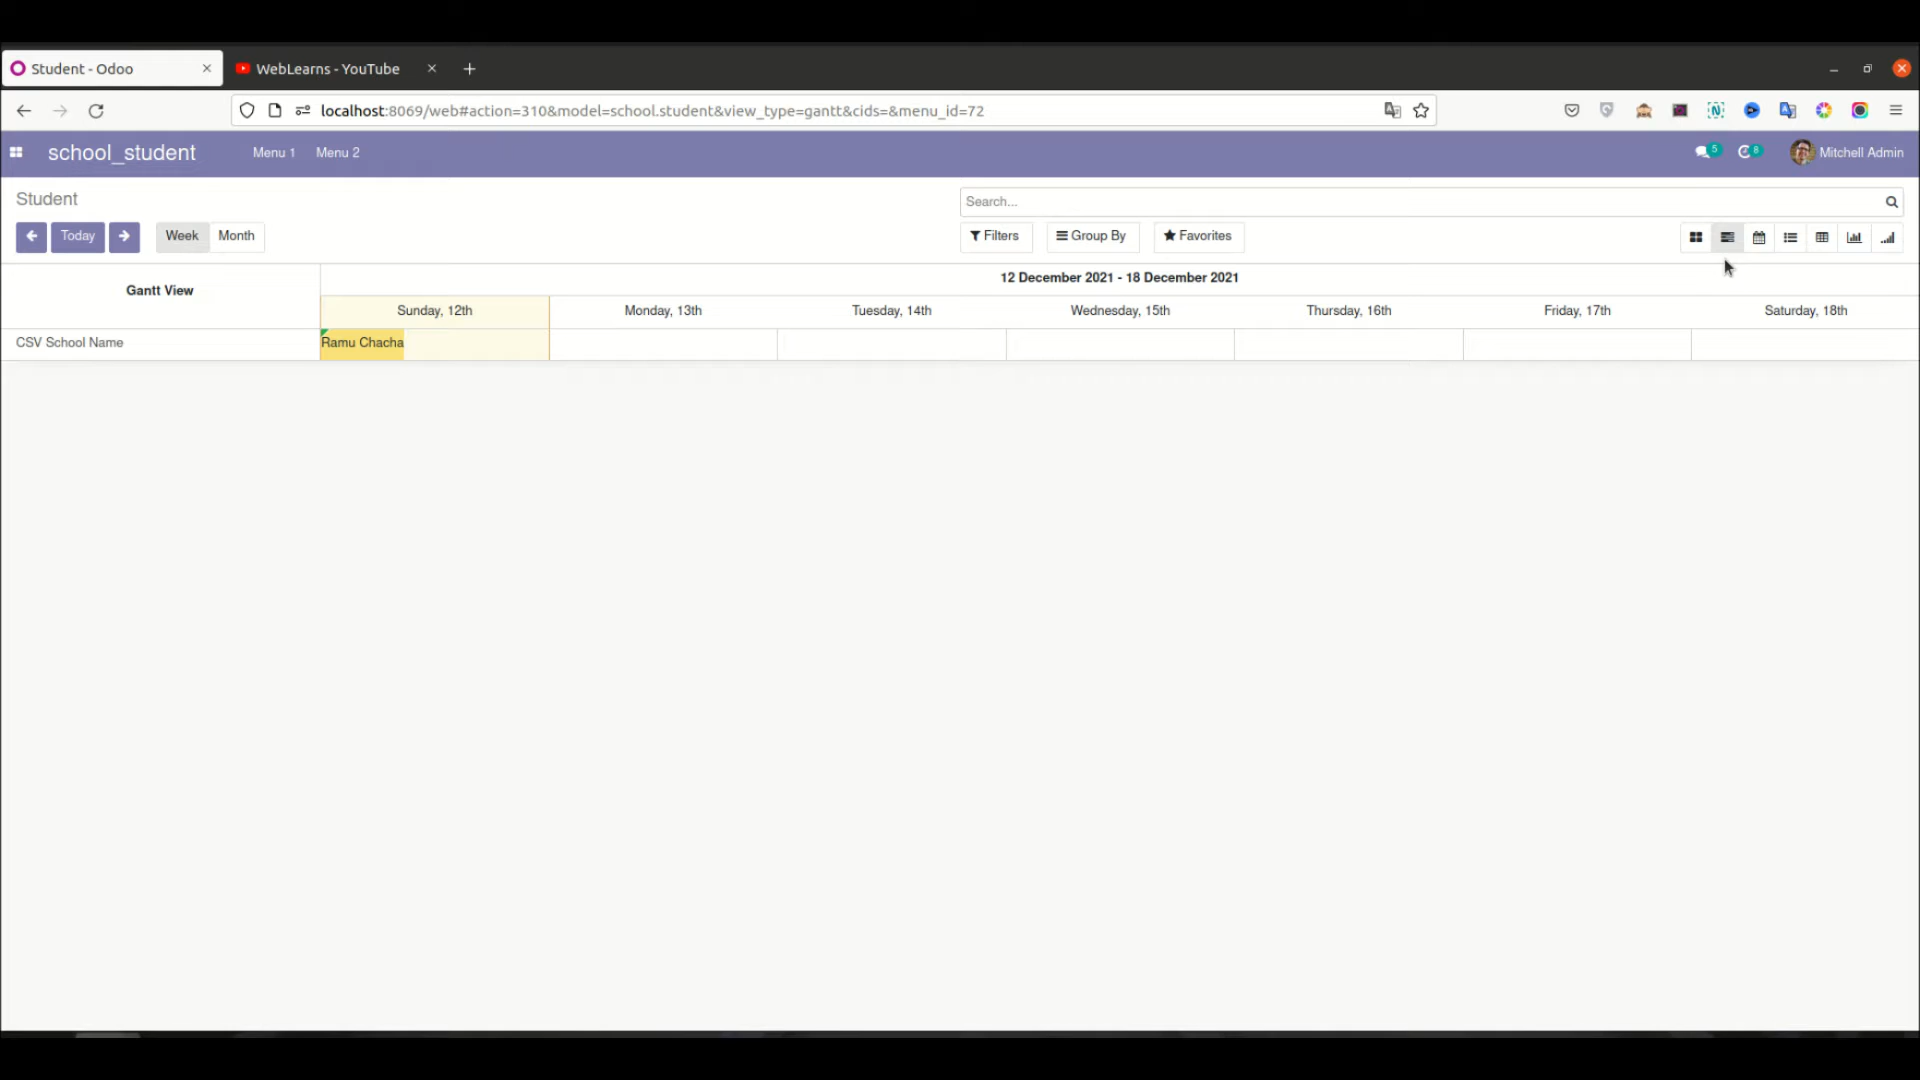 Student - Odoo
WebLearns - YouTube
localhost:8069/web#action=310&model=school.student&view_type=gantt&cids=&menu_id=72
school_student Menu 1 Menu 2 5 8 Mitchell Admin
Student Search...
Today Week Month Filters Group By Favorites
Gantt View
12 December 2021 - 18 December 2021
Sunday, 12th Monday, 13th Tuesday, 14th Wednesday, 15th Thursday, 16th Friday, 17th Saturday, 18th
CSV School Name Ramu Chacha